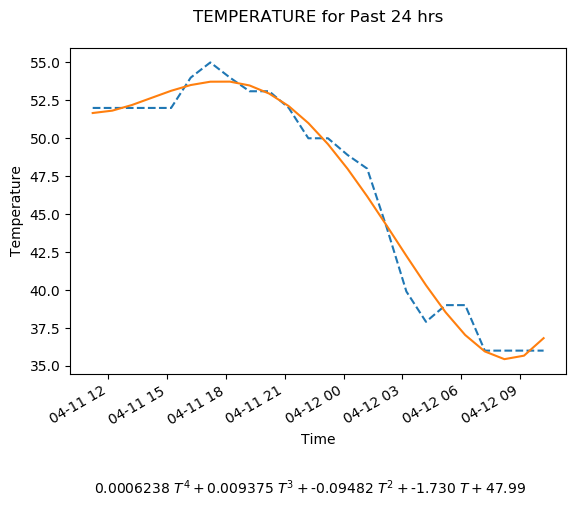 TEMPERATURE for Past 24 hrs
55.0
52.5
50.0
47.5
45.0
42.5
40.0
37.5
35.0
Temperature
04-11 12 04-11 15 04-11 18 04-11 21 04-12 00 04-12 03 04-12 06 04-12 09
Time
0.0006238 T⁴ + 0.009375 T³ + -0.09482 T² + -1.730 T + 47.99